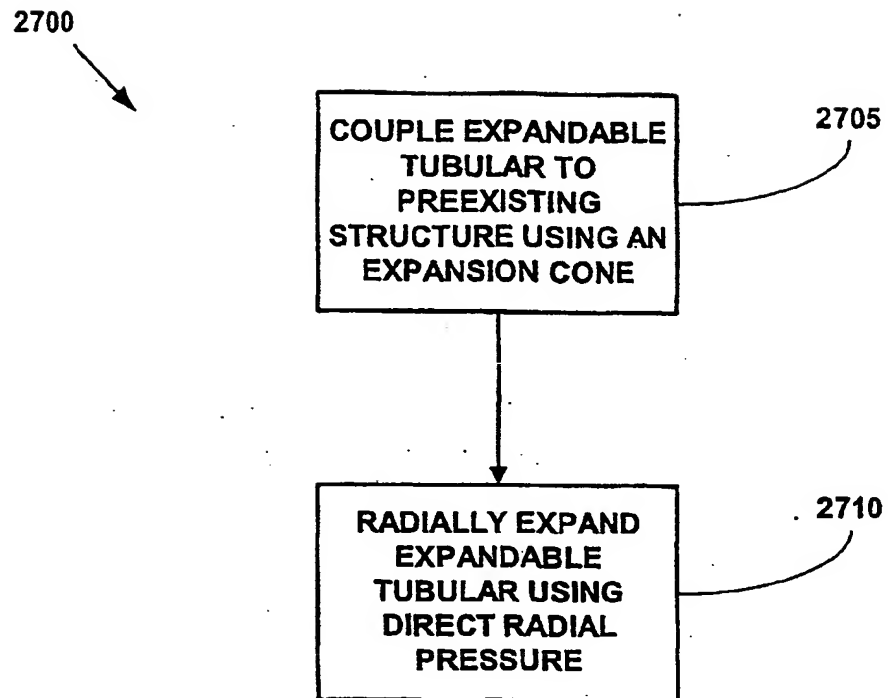 2700
COUPLE EXPANDABLE
TUBULAR TO
PREEXISTING
STRUCTURE USING AN
EXPANSION CONE
2705
RADIALLY EXPAND
EXPANDABLE
TUBULAR USING
DIRECT RADIAL
PRESSURE
2710